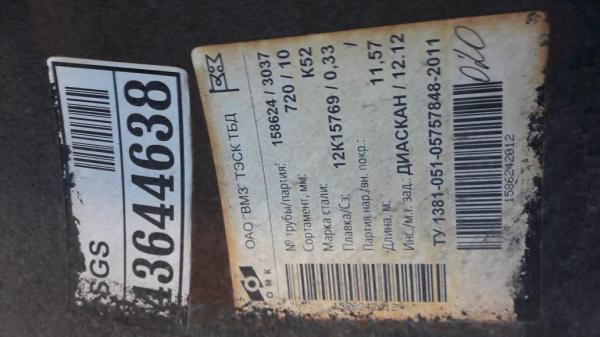 SGS
43644638
ОМК
ОАО "ВМЗ" ТЭСК ТБД
№ трубы/партия: 158624 / 3037
Сортамент, мм: 720 / 10
Марка стали: К52
Плавка/Сэ: 12К15769 / 0,33 /
Партия нар./вн. покр.: /
Длина, м: 11,57
Инс/м.г. зад.: ДИАСКАН / 12.12
ТУ 1381-051-05757848-2011
1586242012
1586242012